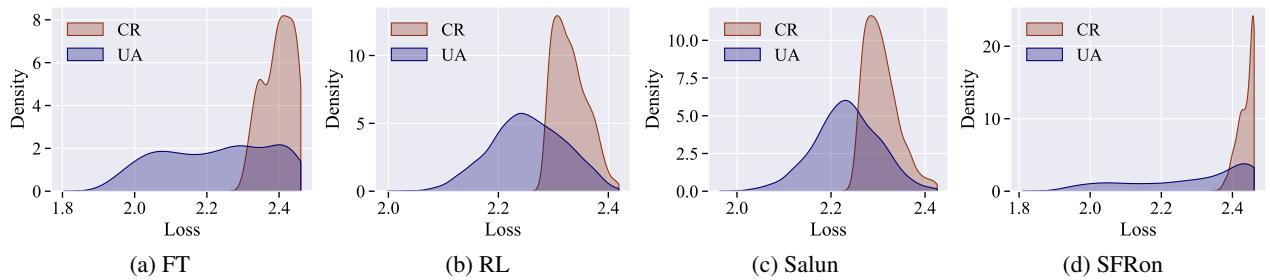 8
6
4
2
0
Density
CR
UA
1.8 2.0 2.2 2.4
Loss
(a) FT
10
5
0
Density
CR
UA
2.0 2.2 2.4
Loss
(b) RL
10.0
7.5
5.0
2.5
0.0
Density
CR
UA
2.0 2.2 2.4
Loss
(c) Salun
20
10
0
Density
CR
UA
1.8 2.0 2.2 2.4
Loss
(d) SFRon